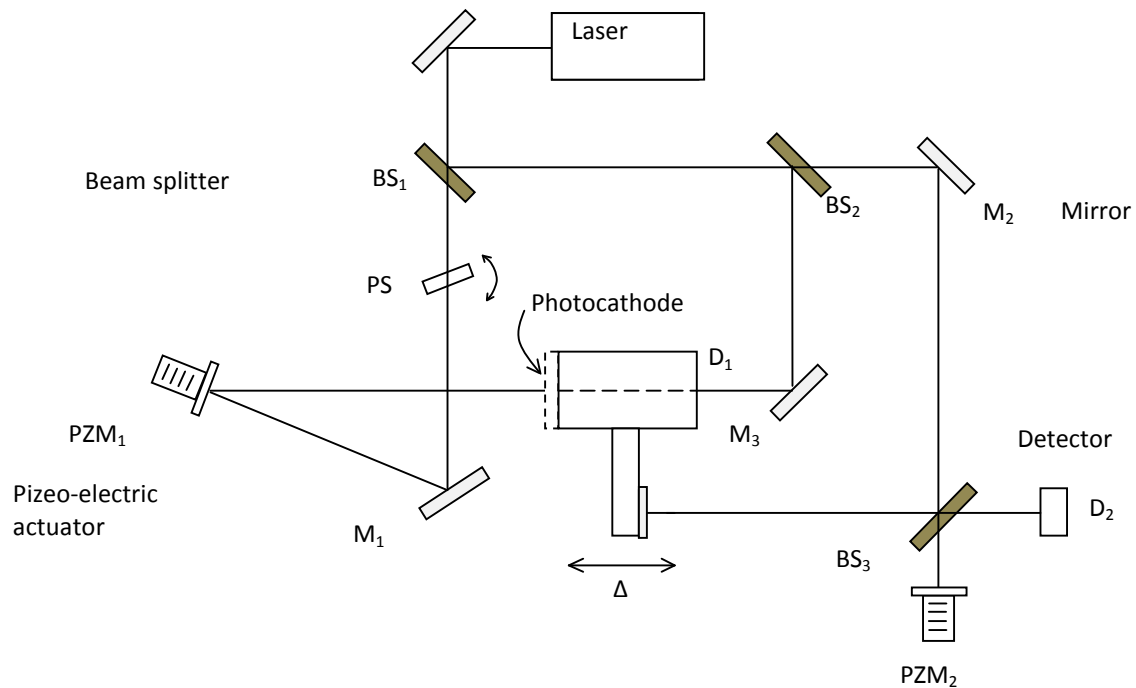 Laser
Beam splitter
BS₁
BS₂
M₂
Mirror
PS
Photocathode
D₁
PZM₁
M₃
Detector
Pizeo-electric
actuator
M₁
D₂
BS₃
Δ
PZM₂